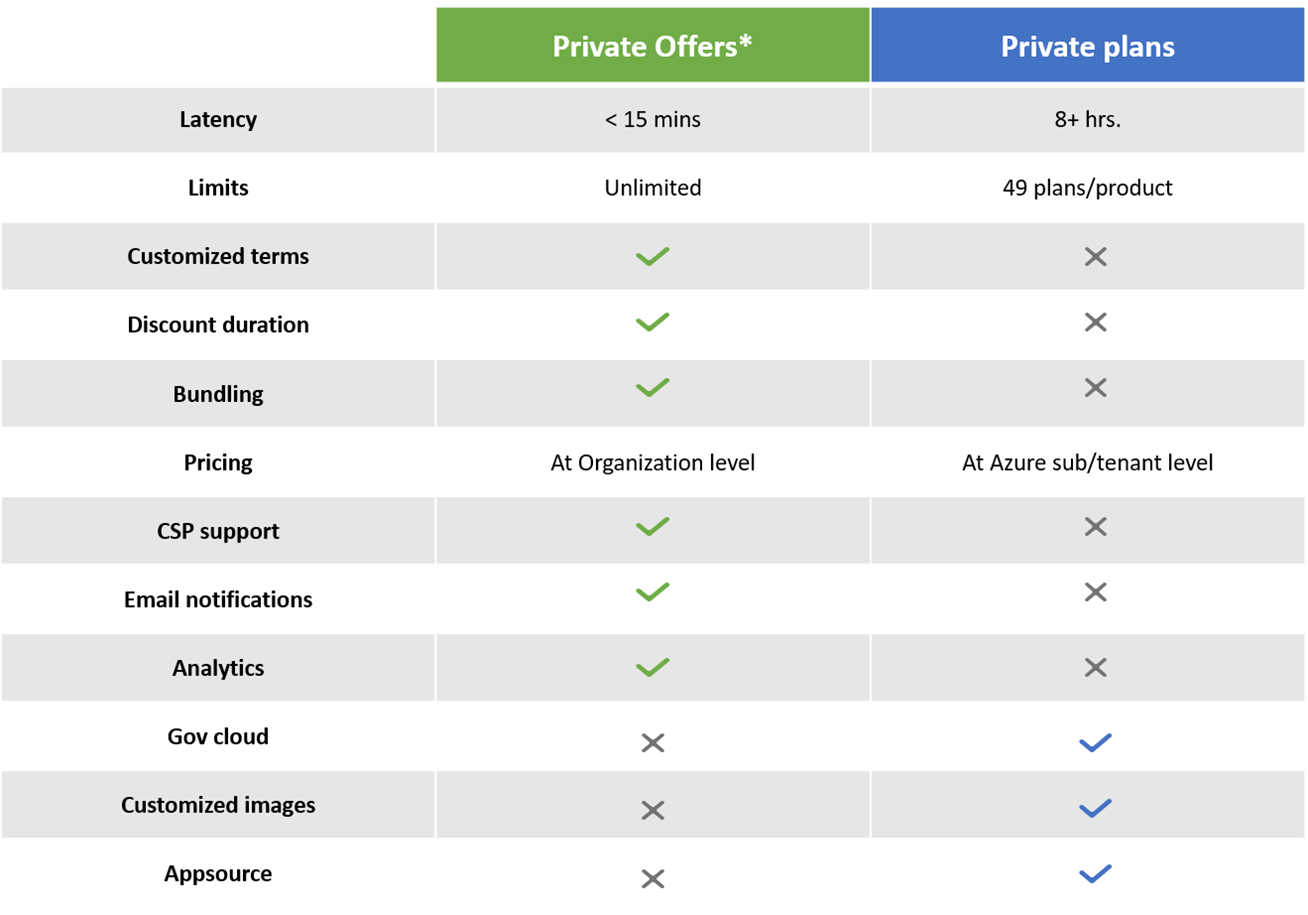 Private Offers*
Private plans
Latency
< 15 mins
8+ hrs.
Limits
Unlimited
49 plans/product
Customized terms
Discount duration
Bundling
Pricing
At Organization level
At Azure sub/tenant level
CSP support
Email notifications
Analytics
Gov cloud
Customized images
Appsource